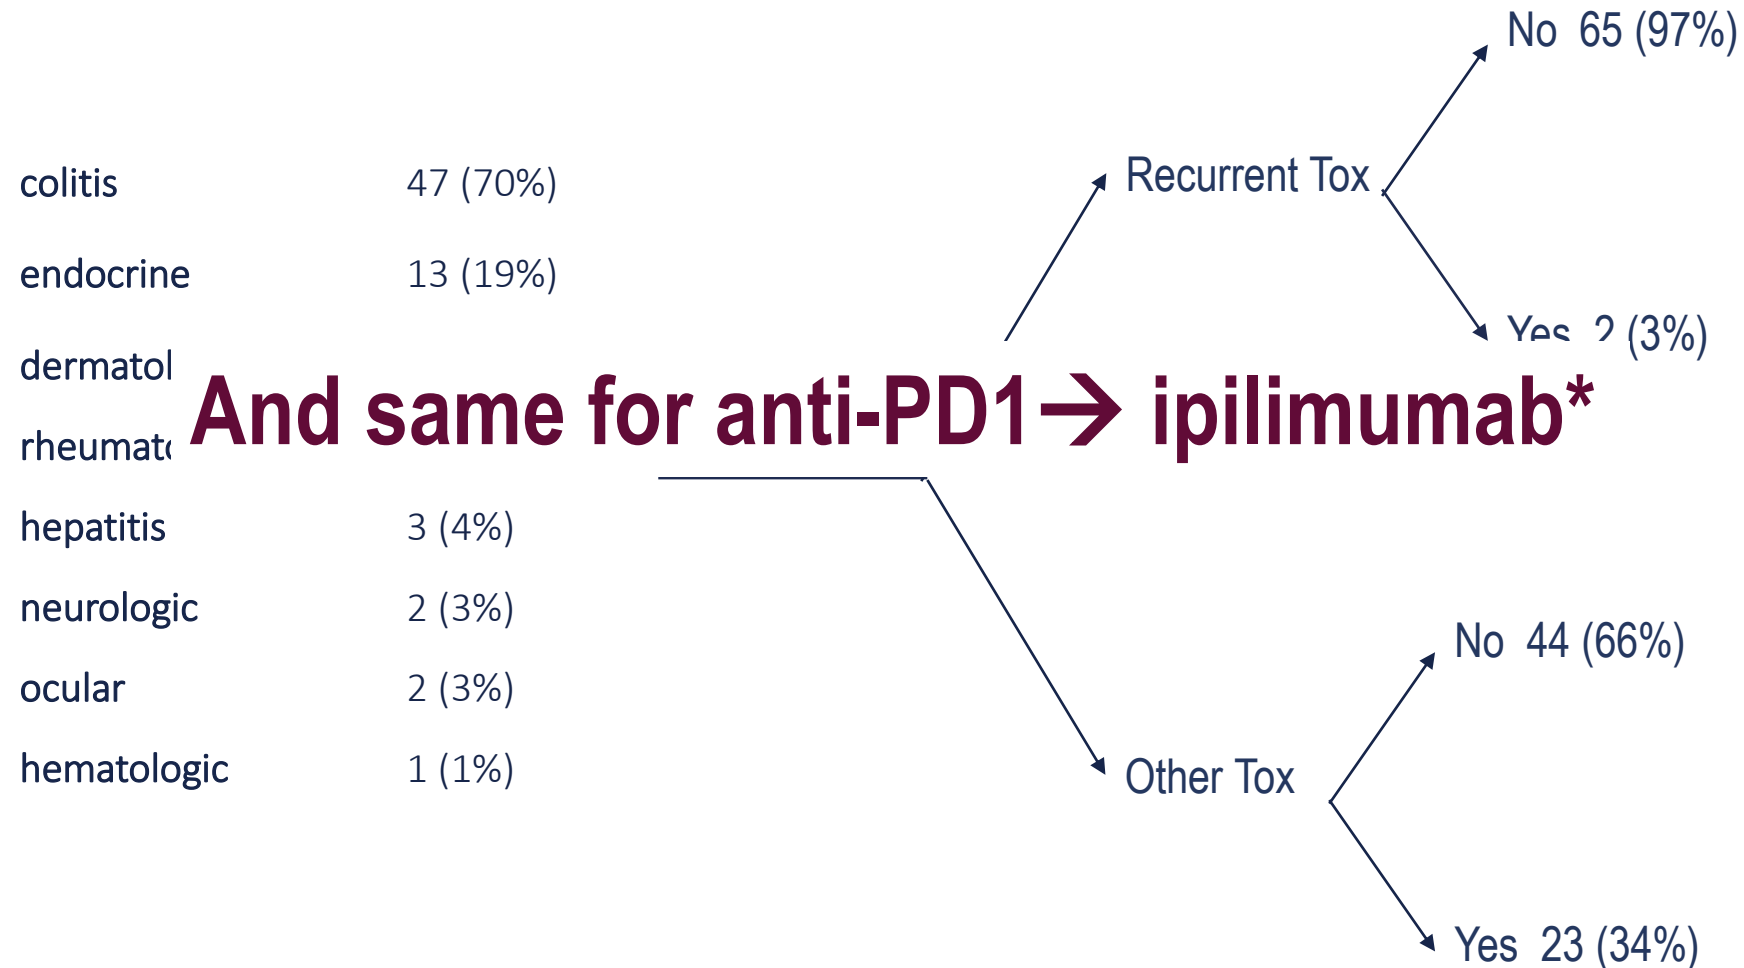 colitis 47 (70%)
endocrine 13 (19%)
hepatitis 3 (4%)
neurologic 2 (3%)
ocular 2 (3%)
hematologic 1 (1%)
And same for anti-PD1→ ipilimumab*
Recurrent Tox
No 65 (97%)
Yes 2 (3%)
Other Tox
No 44 (66%)
Yes 23 (34%)